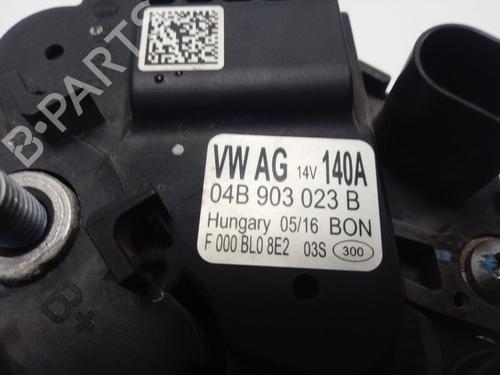 B-PARTS
VW AG 14V 140A
04B 903 023 B
Hungary 05/16 BON
F 000 BL0 8E2 03S 300
B+